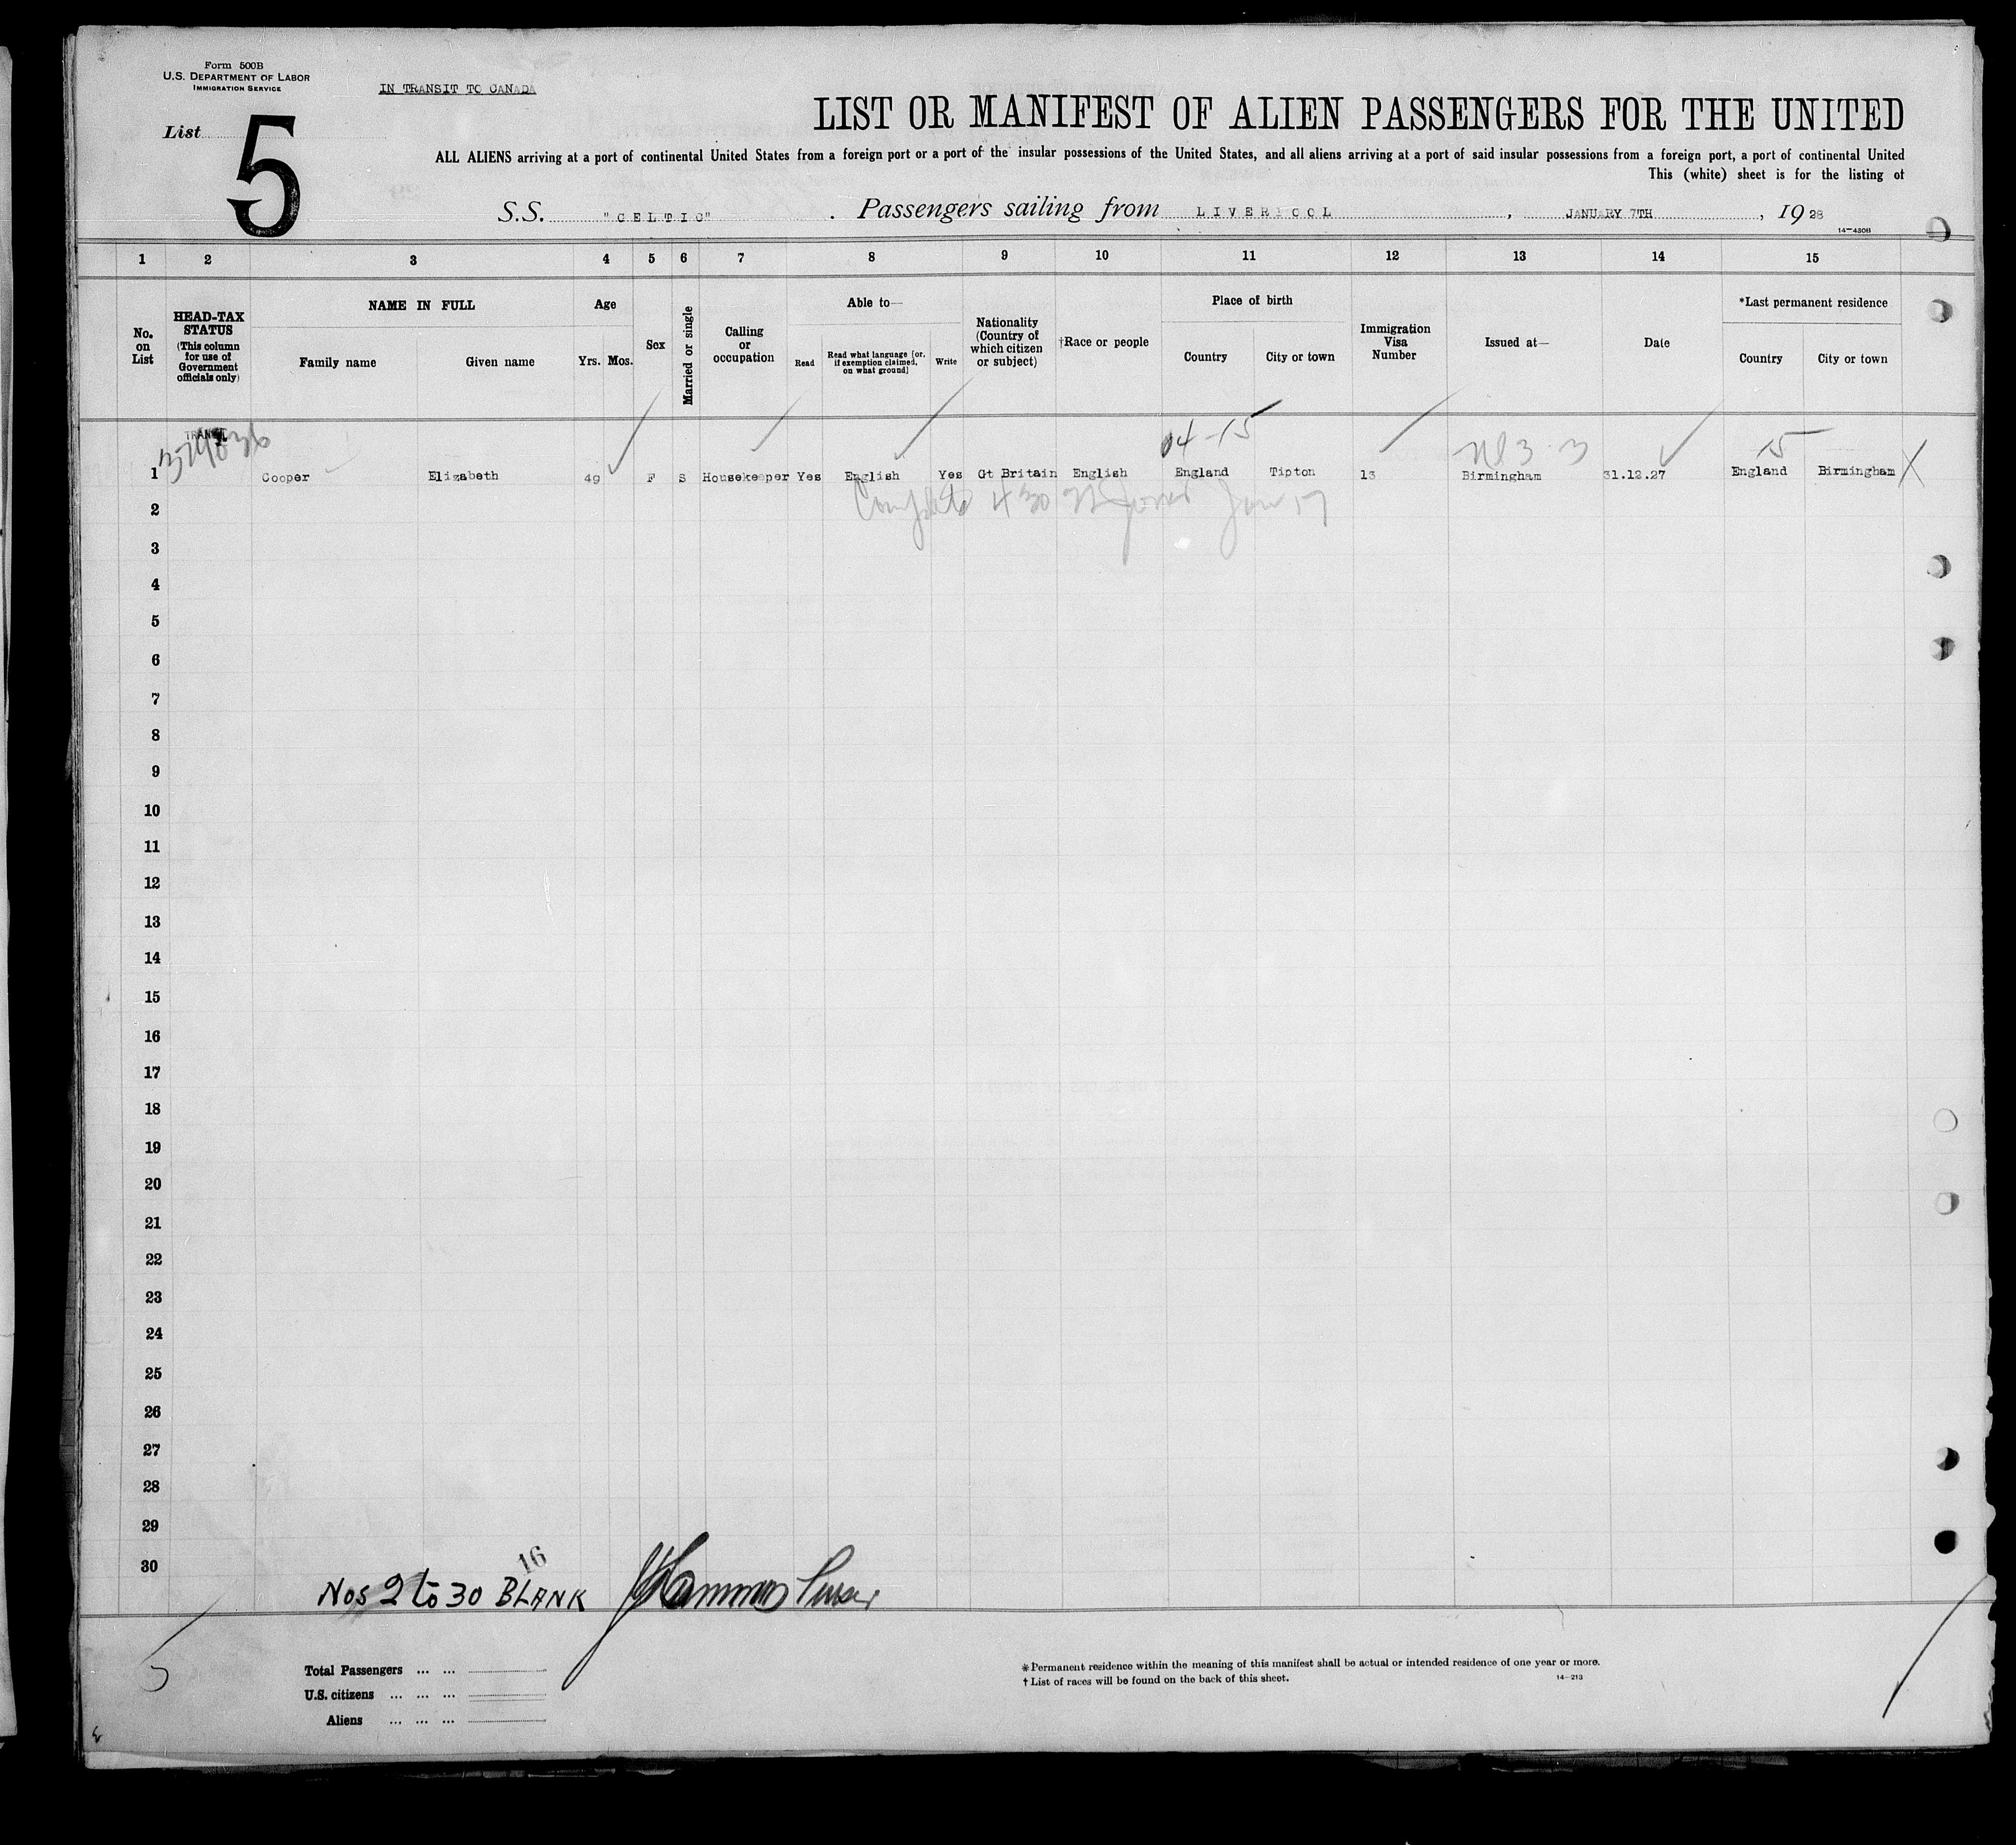 Form 500B
U.S. DEPARTMENT OF LABOR
IMMIGRATION SERVICE
IN TRANSIT TO CANADA
List 5
LIST OR MANIFEST OF ALIEN PASSENGERS FOR THE UNITED
ALL ALIENS arriving at a port of continental United States from a foreign port or a port of the insular possessions of the United States, and all aliens arriving at a port of said insular possessions from a foreign port, a port of continental United
This (white) sheet is for the listing of
S.S. "CELTIC" . Passengers sailing from LIVERPOOL , JANUARY 7TH , 19 28
14-430B
1 2 3 4 5 6 7 8 9 10 11 12 13 14 15
No. on List
HEAD-TAX STATUS (This column for use of Government officials only)
NAME IN FULL
Family name Given name
Age
Yrs. Mos.
Sex
Married or single
Calling or occupation
Able to—
Read
Read what language [or, if exemption claimed, on what ground]
Write
Nationality (Country of which citizen or subject)
†Race or people
Place of birth
Country City or town
Immigration Visa Number
Issued at—
Date
*Last permanent residence
Country City or town
04-15 15
1 Cooper Elizabeth 49 F S Housekeeper Yes English Yes Gt Britain English England Tipton 13 Birmingham 31.12.27 England Birmingham X
2
3
4
5
6
7
8
9
10
11
12
13
14
15
16
17
18
19
20
21
22
23
24
25
26
27
28
29
30
16
Nos 2 to 30 BLANK Purser
Total Passengers ... ...
U.S. citizens ... ... ...
Aliens ... ... ...
*Permanent residence within the meaning of this manifest shall be actual or intended residence of one year or more.
†List of races will be found on the back of this sheet.
14-213